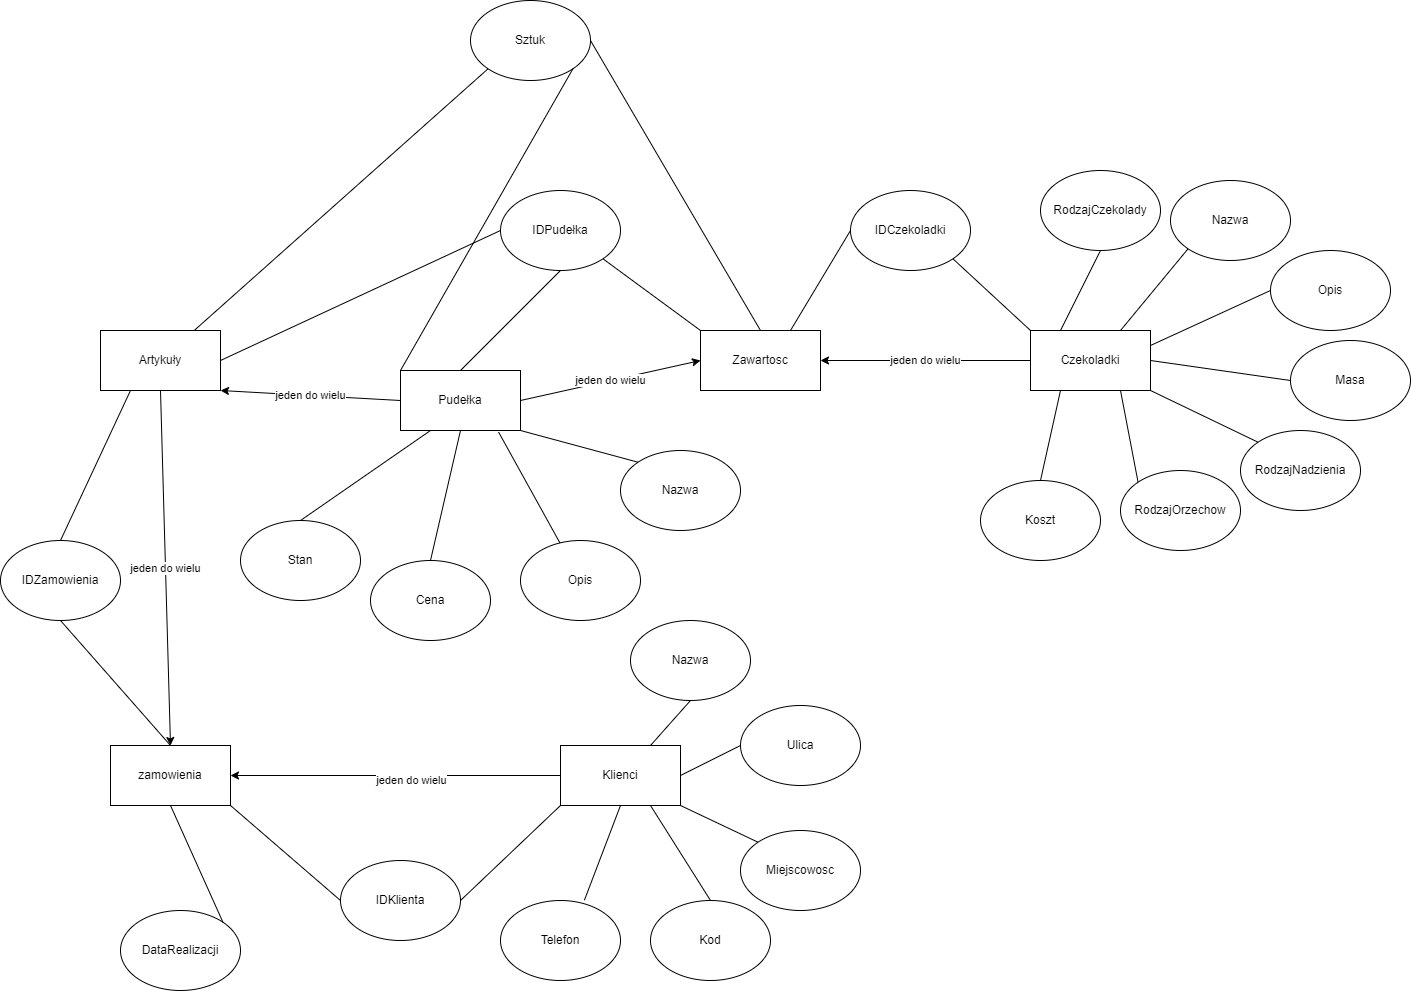 Sztuk
IDPudełka
IDCzekoladki
RodzajCzekolady
Nazwa
Opis
Artykuły
Zawartosc
jeden do wielu
Czekoladki
Masa
jeden do wielu
jeden do wielu
Pudełka
RodzajNadzienia
Nazwa
RodzajOrzechow
Koszt
Stan
jeden do wielu
IDZamowienia
Cena
Opis
Nazwa
Ulica
zamowienia
jeden do wielu
Klienci
Miejscowosc
IDKlienta
Telefon
Kod
DataRealizacji